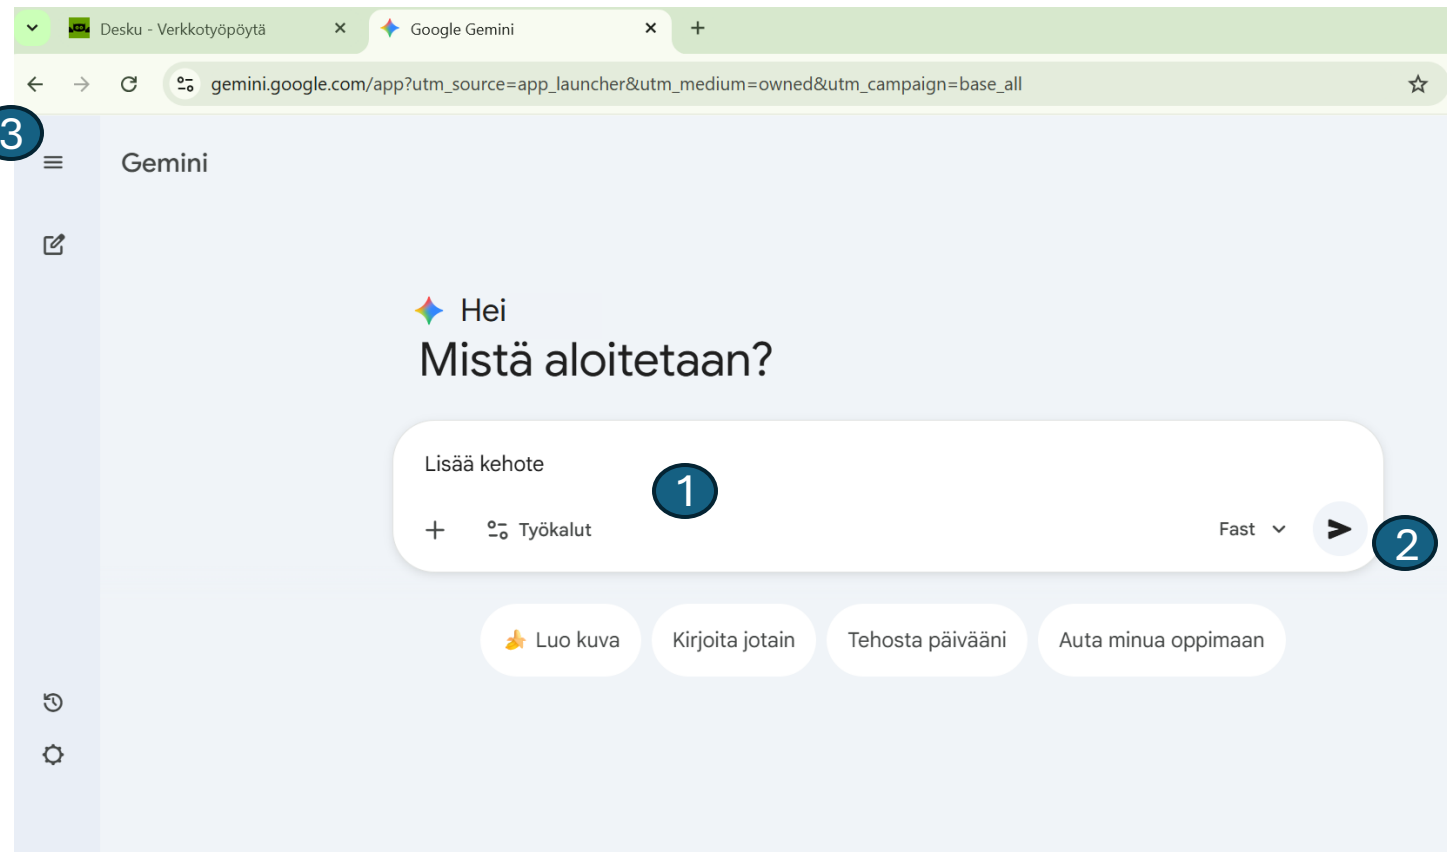 Desku - Verkkotyöpöytä
Google Gemini
gemini.google.com/app?utm_source=app_launcher&utm_medium=owned&utm_campaign=base_all
3
Gemini
Hei
Mistä aloitetaan?
Lisää kehote
1
Työkalut
Fast
2
Luo kuva
Kirjoita jotain
Tehosta päivääni
Auta minua oppimaan